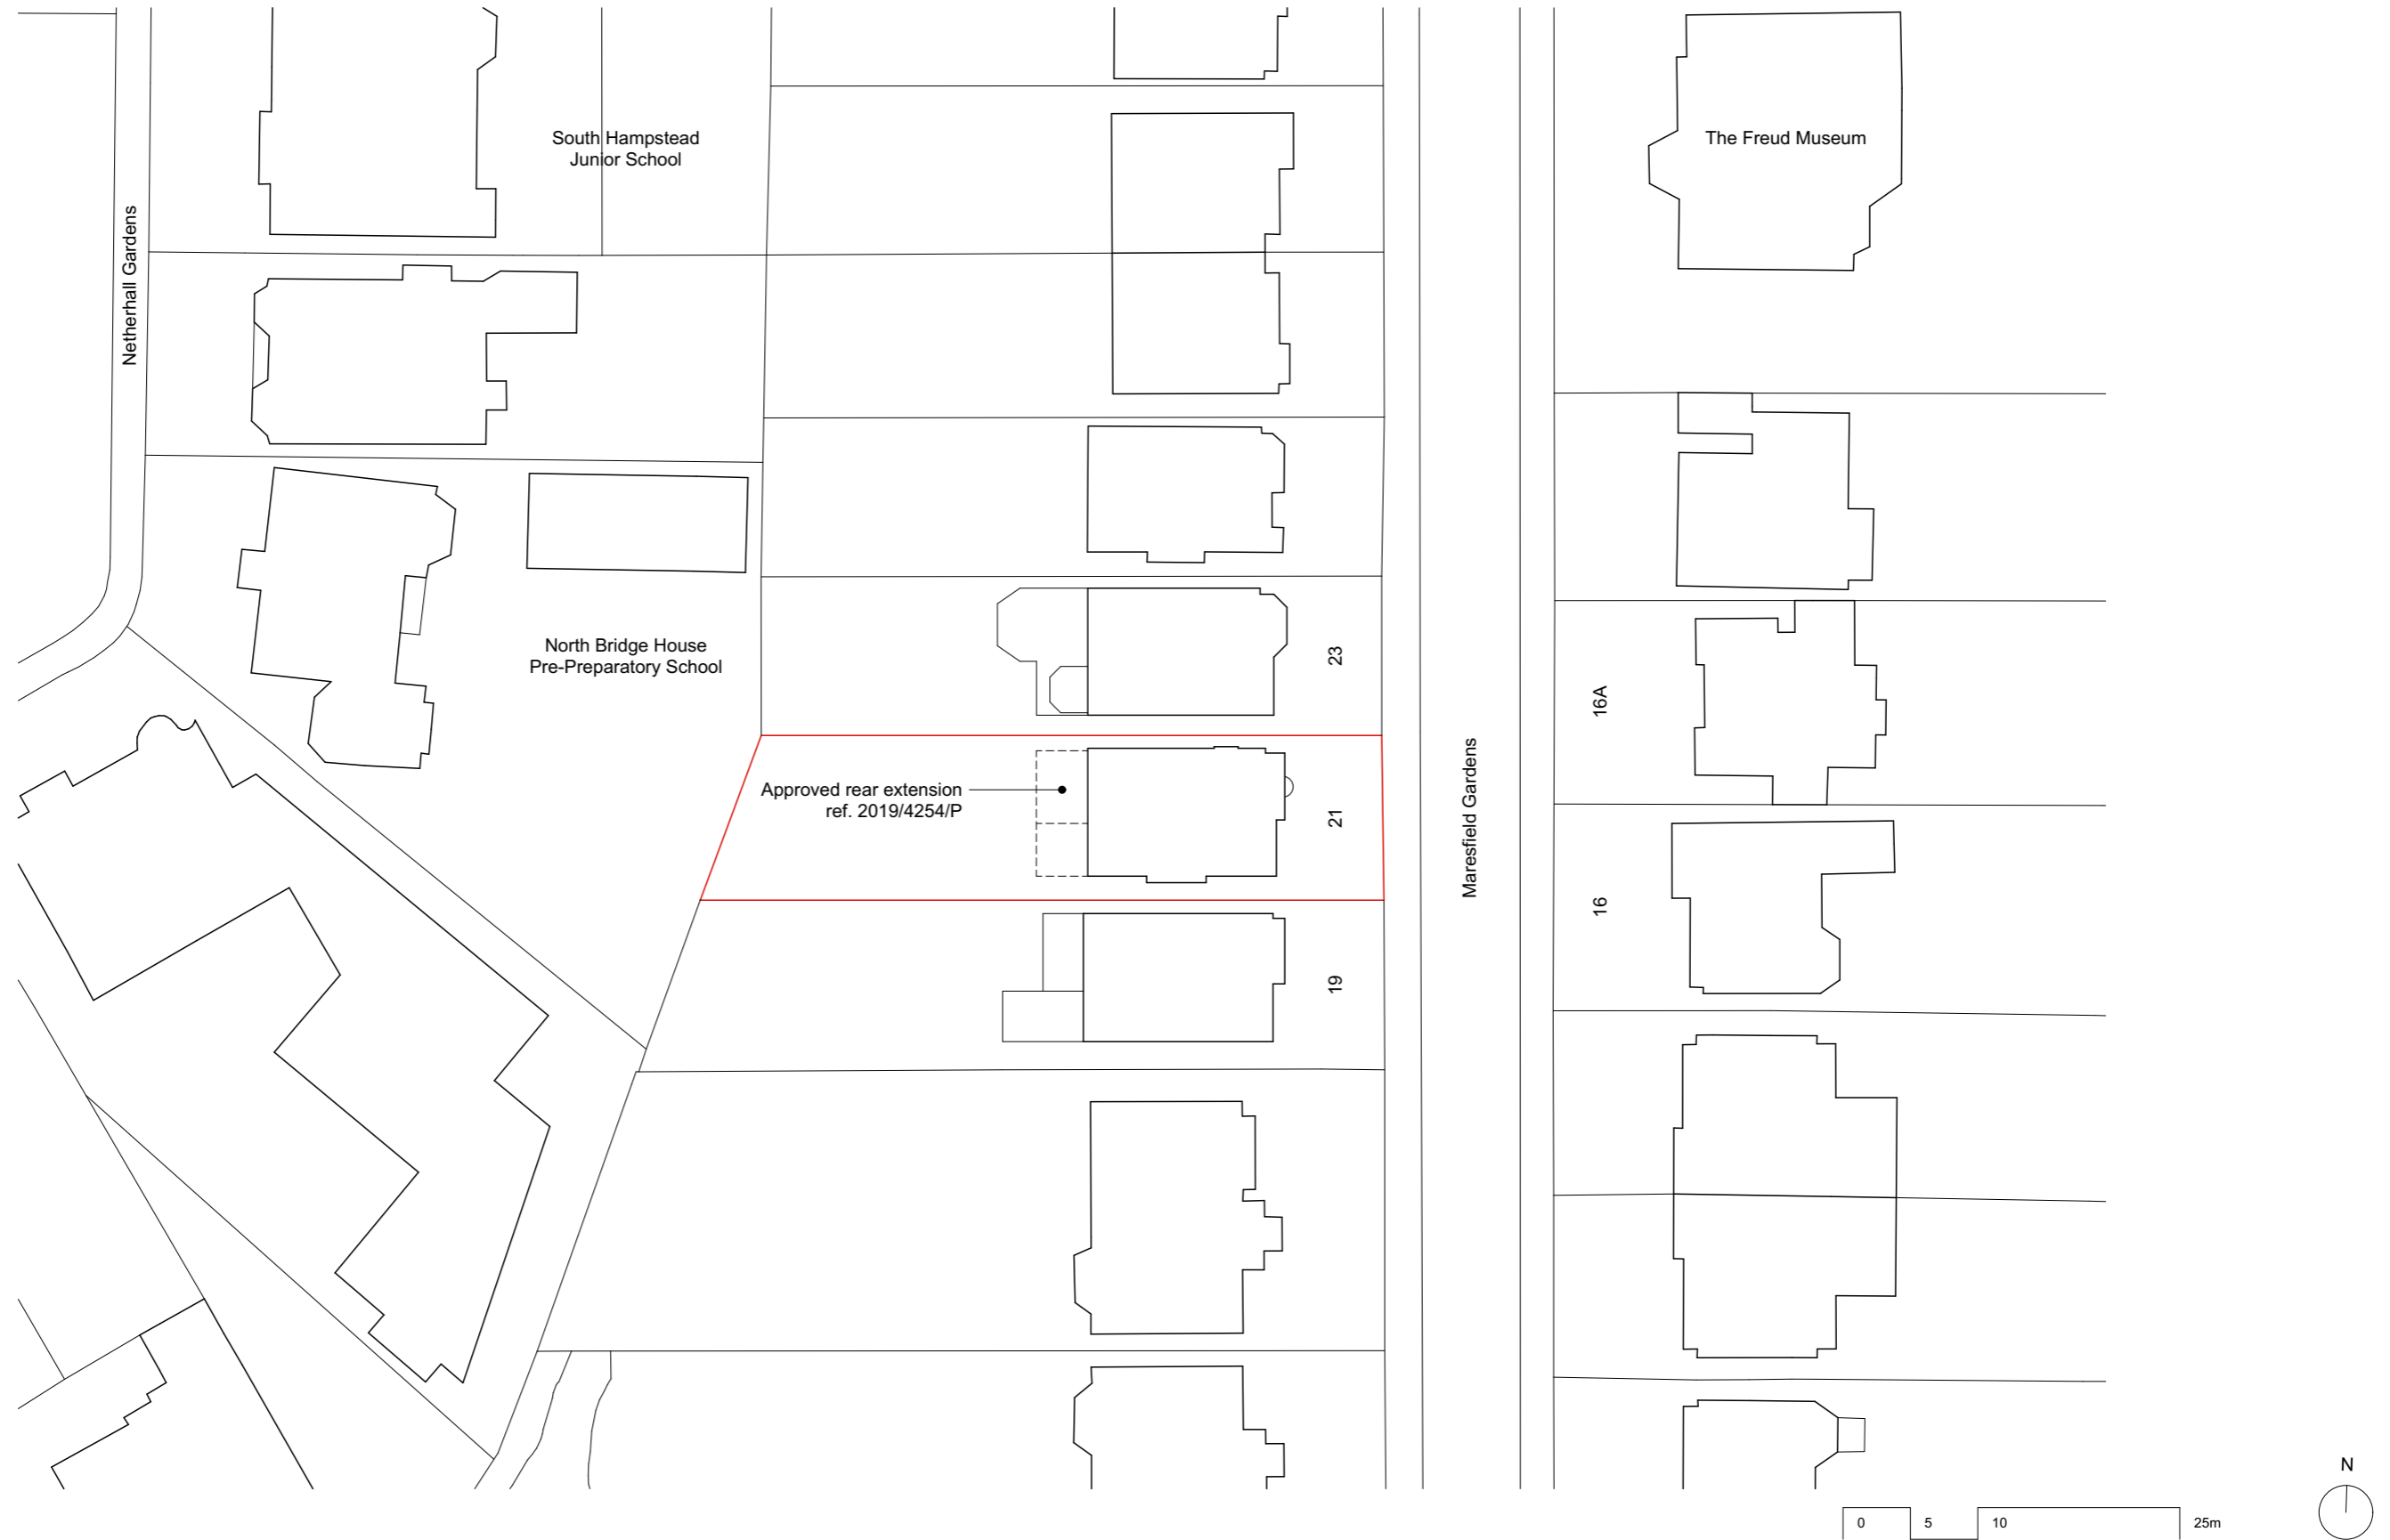 South Hampstead
Junior School
The Freud Museum
Netherhall Gardens
North Bridge House
Pre-Preparatory School
23
16A
Approved rear extension
ref. 2019/4254/P
21
Maresfield Gardens
16
19
N
0 5 10 25m